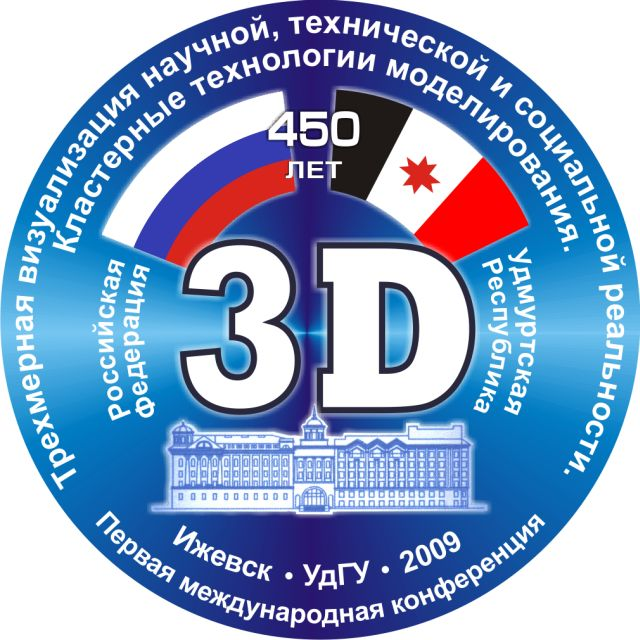 Трехмерная визуализация научной, технической и социальной реальности.
Кластерные технологии моделирования.
450
ЛЕТ
3D
Российская
Федерация
Удмуртская
Республика
Ижевск • УдГУ • 2009
Первая международная конференция